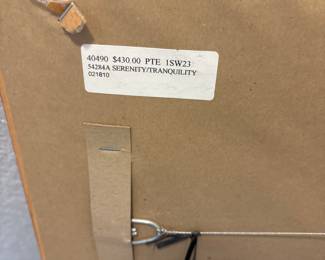 40490 $430.00 PTE 1SW23
54284A SERENITY/TRANQUILITY
021810